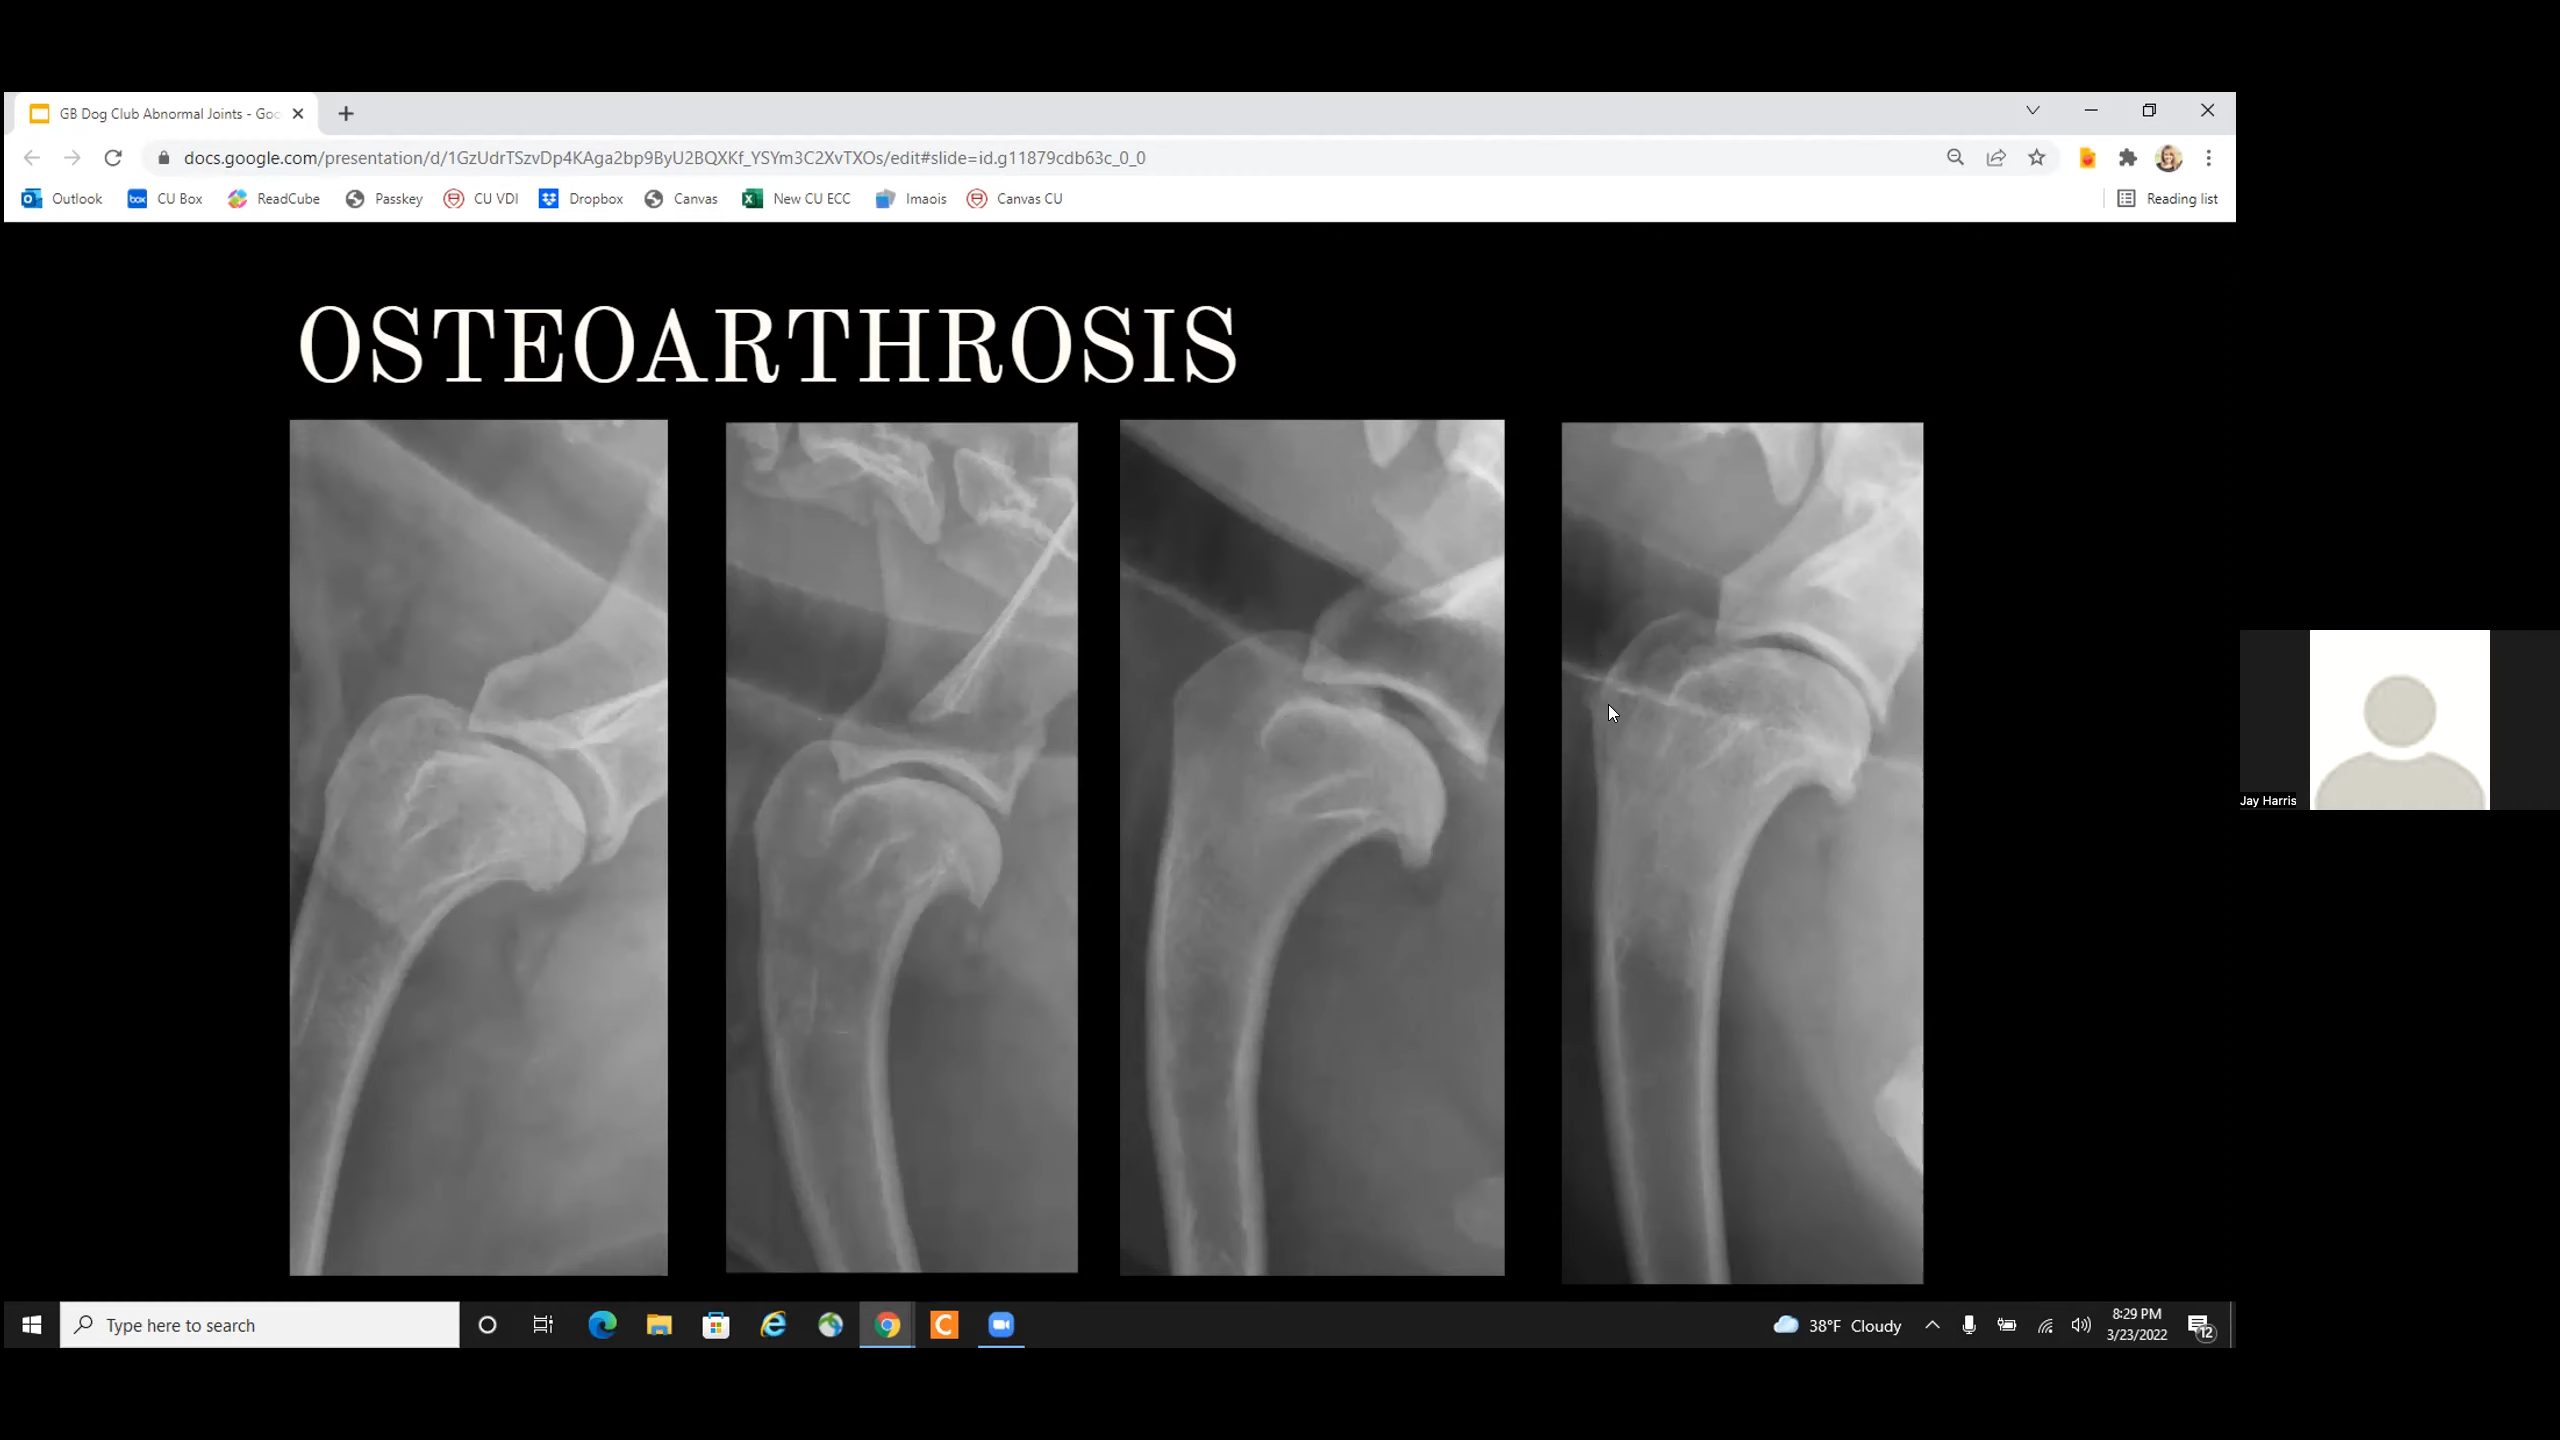 GB Dog Club Abnormal Joints - Goo
docs.google.com/presentation/d/1GzUdrTSzvDp4KAga2bp9ByU2BQXKf_YSYm3C2XvTXOs/edit#slide=id.g11879cdb63c_0_0
Outlook box CU Box ReadCube Passkey CU VDI Dropbox Canvas New CU ECC Imaois Canvas CU Reading list
OSTEOARTHROSIS
Jay Harris
Type here to search
38°F Cloudy
8:29 PM
3/23/2022
12